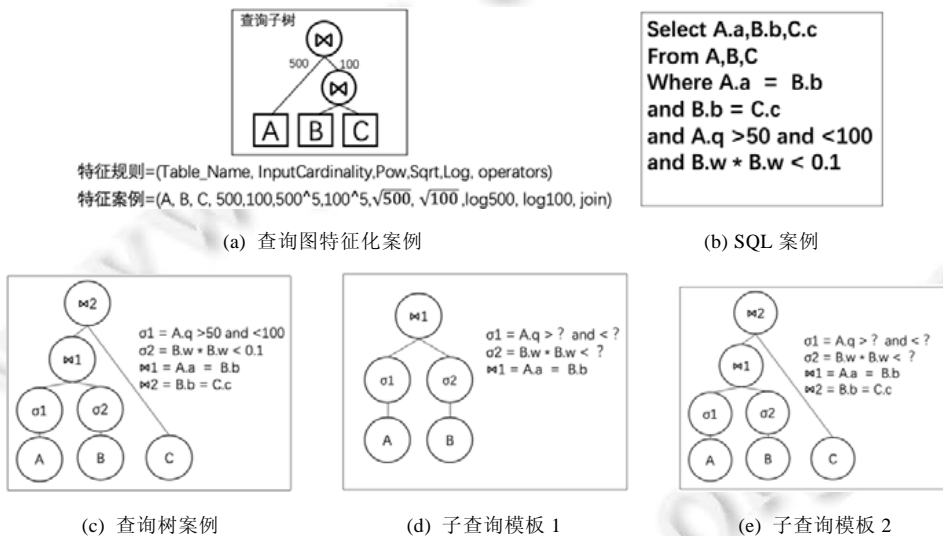 查询子树
⋈
500 100
⋈
A B C
特征规则=(Table_Name, InputCardinality,Pow,Sqrt,Log, operators)
特征案例=(A, B, C, 500,100,500^5,100^5,√500, √100 ,log500, log100, join)
(a) 查询图特征化案例
Select A.a,B.b,C.c
From A,B,C
Where A.a = B.b
and B.b = C.c
and A.q >50 and <100
and B.w * B.w < 0.1
(b) SQL 案例
⋈2
σ1 = A.q >50 and <100
σ2 = B.w * B.w < 0.1
⋈1 = A.a = B.b
⋈2 = B.b = C.c
⋈1
σ1 σ2
A B C
(c) 查询树案例
⋈1
σ1 = A.q > ? and < ?
σ2 = B.w * B.w < ?
⋈1 = A.a = B.b
σ1 σ2
A B
(d) 子查询模板 1
⋈2
σ1 = A.q > ? and < ?
σ2 = B.w * B.w < ?
⋈1 = A.a = B.b
⋈2 = B.b = C.c
⋈1
σ1 σ2
A B C
(e) 子查询模板 2